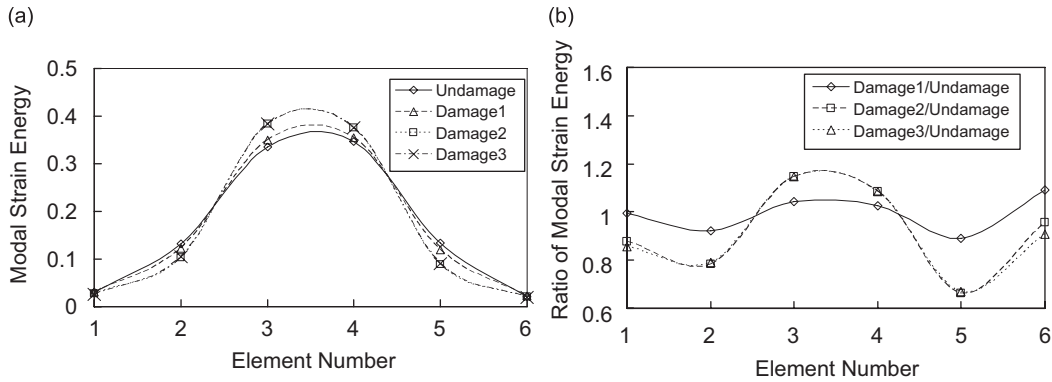 (a)
Modal Strain Energy
0.5
0.4
0.3
0.2
0.1
0
1 2 3 4 5 6
Element Number
Undamage
Damage1
Damage2
Damage3
(b)
Ratio of Modal Strain Energy
1.6
1.4
1.2
1
0.8
0.6
1 2 3 4 5 6
Element Number
Damage1/Undamage
Damage2/Undamage
Damage3/Undamage